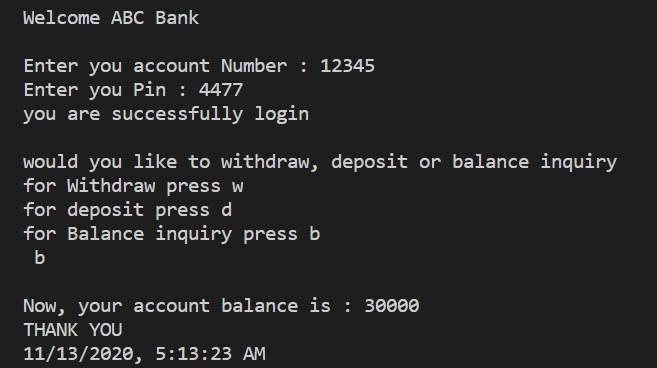 Welcome ABC Bank
Enter you account Number : 12345
Enter you Pin : 4477
you are successfully login
would you like to withdraw, deposit or balance inquiry
for Withdraw press w
for deposit press d
for Balance inquiry press b
b
Now, your account balance is : 30000
THANK YOU
11/13/2020, 5:13:23 AM